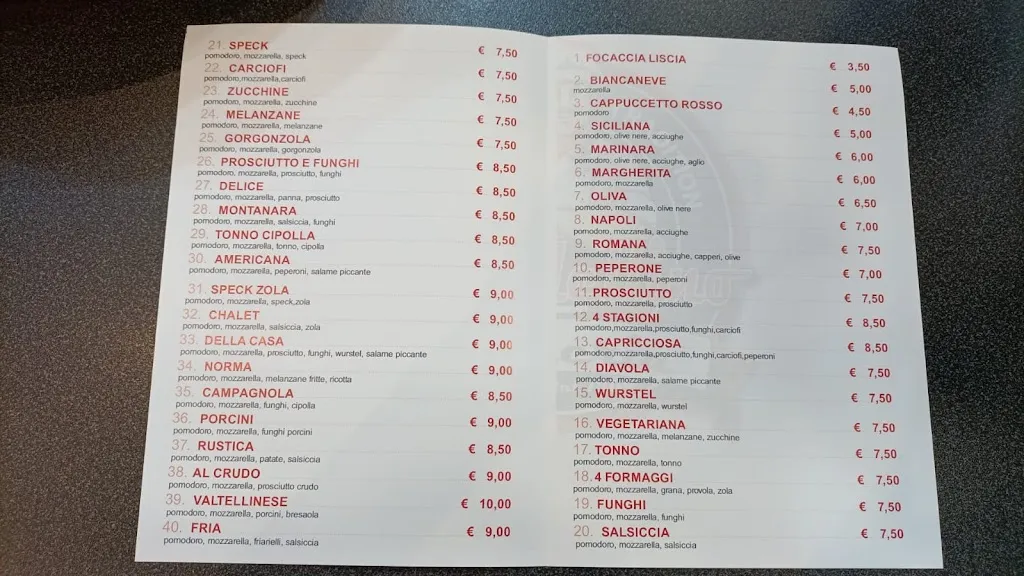 21. SPECK € 7,50
pomodoro, mozzarella, speck
22. CARCIOFI € 7,50
pomodoro,mozzarella,carciofi
23. ZUCCHINE € 7,50
pomodoro, mozzarella, zucchine
24. MELANZANE € 7,50
pomodoro, mozzarella, melanzane
25. GORGONZOLA € 7,50
pomodoro, mozzarella, gorgonzola
26. PROSCIUTTO E FUNGHI € 8,50
pomodoro, mozzarella, prosciutto, funghi
27. DELICE € 8,50
pomodoro, mozzarella, panna, prosciutto
28. MONTANARA € 8,50
pomodoro, mozzarella, salsiccia, funghi
29. TONNO CIPOLLA € 8,50
pomodoro, mozzarella, tonno, cipolla
30. AMERICANA € 8,50
pomodoro, mozzarella, peperoni, salame piccante
31. SPECK ZOLA € 9,00
pomodoro, mozzarella, speck,zola
32. CHALET € 9,00
pomodoro, mozzarella, salsiccia, zola
33. DELLA CASA € 9,00
pomodoro, mozzarella, prosciutto, funghi, wurstel, salame piccante
34. NORMA € 9,00
pomodoro, mozzarella, melanzane fritte, ricotta
35. CAMPAGNOLA € 8,50
pomodoro, mozzarella, funghi, cipolla
36. PORCINI € 9,00
pomodoro, mozzarella, funghi porcini
37. RUSTICA € 8,50
pomodoro, mozzarella, patate, salsiccia
38. AL CRUDO € 9,00
pomodoro, mozzarella, prosciutto crudo
39. VALTELLINESE € 10,00
pomodoro, mozzarella, porcini, bresaola
40. FRIA € 9,00
pomodoro, mozzarella, friarielli, salsiccia
1 FOCACCIA LISCIA € 3,50
2. BIANCANEVE € 5,00
mozzarella
3. CAPPUCCETTO ROSSO € 4,50
pomodoro
4. SICILIANA € 5,00
pomodoro, olive nere, acciughe
5. MARINARA € 6,00
pomodoro, olive nere, acciughe, aglio
6. MARGHERITA € 6,00
pomodoro, mozzarella
7. OLIVA € 6,50
pomodoro, mozzarella, olive nere
8. NAPOLI € 7,00
pomodoro, mozzarella, acciughe
9. ROMANA € 7,50
pomodoro, mozzarella, acciughe, capperi, olive
10. PEPERONE € 7,00
pomodoro, mozzarella, peperoni
11. PROSCIUTTO € 7,50
pomodoro, mozzarella, prosciutto
12. 4 STAGIONI € 8,50
pomodoro,mozzarella,prosciutto,funghi,carciofi
13. CAPRICCIOSA € 8,50
pomodoro,mozzarella,prosciutto,funghi,carciofi,peperoni
14. DIAVOLA € 7,50
pomodoro, mozzarella, salame piccante
15. WURSTEL € 7,50
pomodoro, mozzarella, wurstel
16. VEGETARIANA € 7,50
pomodoro, mozzarella, melanzane, zucchine
17. TONNO € 7,50
pomodoro, mozzarella, tonno
18. 4 FORMAGGI € 7,50
pomodoro, mozzarella, grana, provola, zola
19. FUNGHI € 7,50
pomodoro, mozzarella, funghi
20. SALSICCIA € 7,50
pomodoro, mozzarella, salsiccia